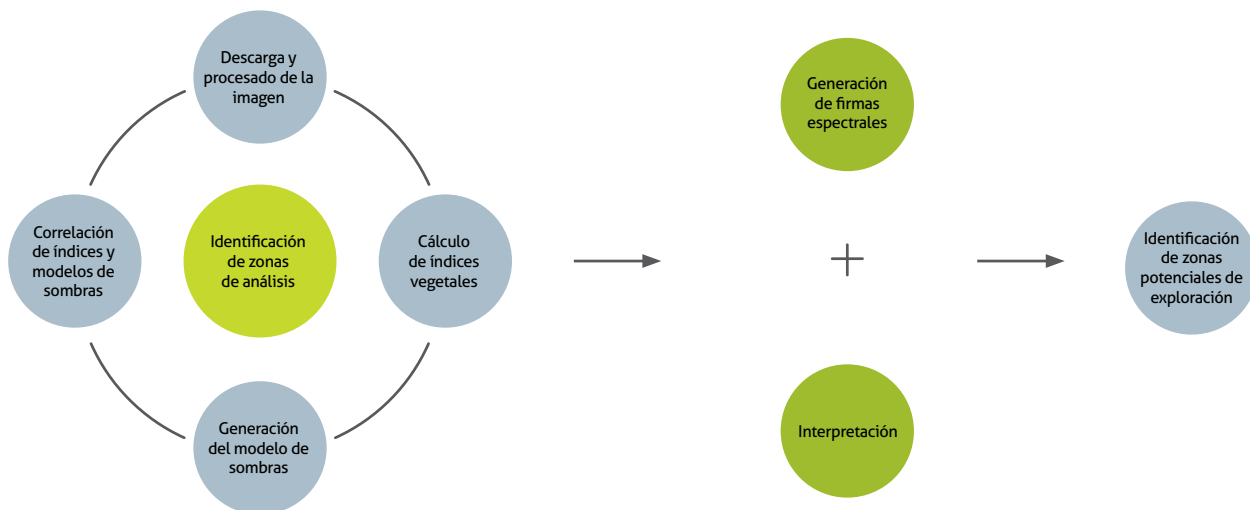 Descarga y
procesado de la
imagen
Correlación
de índices y
modelos de
sombras
Identificación
de zonas
de análisis
Cálculo
de índices
vegetales
Generación
del modelo de
sombras
Generación
de firmas
espectrales
+
Interpretación
Identificación
de zonas
potenciales de
exploración